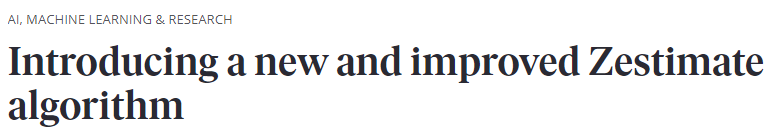 AI, MACHINE LEARNING & RESEARCH
Introducing a new and improved Zestimate
algorithm